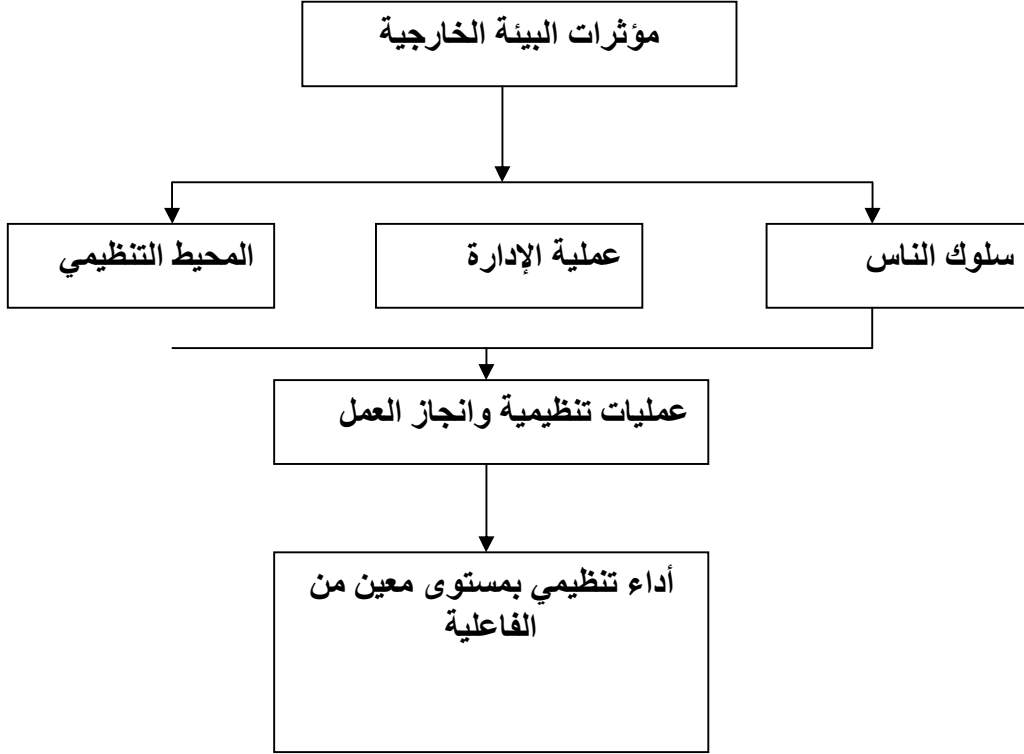 مؤثرات البيئة الخارجية
سلوك الناس
عملية الإدارة
المحيط التنظيمي
عمليات تنظيمية وانجاز العمل
أداء تنظيمي بمستوى معين من
الفاعلية